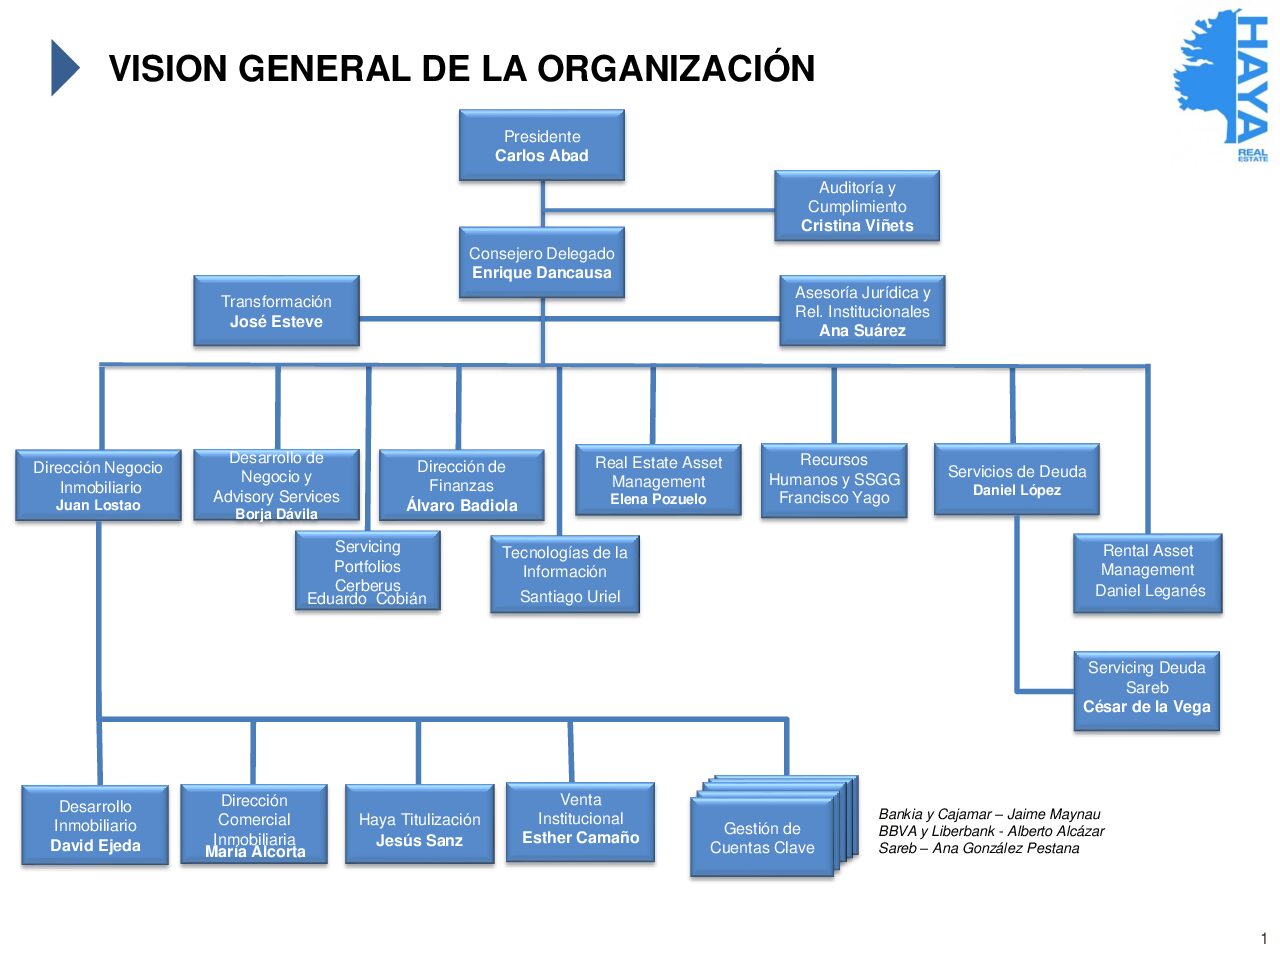 VISION GENERAL DE LA ORGANIZACIÓN
HAYA
REAL
ESTATE
Presidente
Carlos Abad
Auditoría y
Cumplimiento
Cristina Viñets
Consejero Delegado
Enrique Dancausa
Transformación
José Esteve
Asesoría Jurídica y
Rel. Institucionales
Ana Suárez
Dirección Negocio
Inmobiliario
Juan Lostao
Desarrollo de
Negocio y
Advisory Services
Borja Dávila
Dirección de
Finanzas
Álvaro Badiola
Real Estate Asset
Management
Elena Pozuelo
Recursos
Humanos y SSGG
Francisco Yago
Servicios de Deuda
Daniel López
Servicing
Portfolios
Cerberus
Eduardo Cobián
Tecnologías de la
Información
Santiago Uriel
Rental Asset
Management
Daniel Leganés
Servicing Deuda
Sareb
César de la Vega
Desarrollo
Inmobiliario
David Ejeda
Dirección
Comercial
Inmobiliaria
María Alcorta
Haya Titulización
Jesús Sanz
Venta
Institucional
Esther Camaño
Gestión de
Cuentas Clave
Bankia y Cajamar – Jaime Maynau
BBVA y Liberbank - Alberto Alcázar
Sareb – Ana González Pestana
1